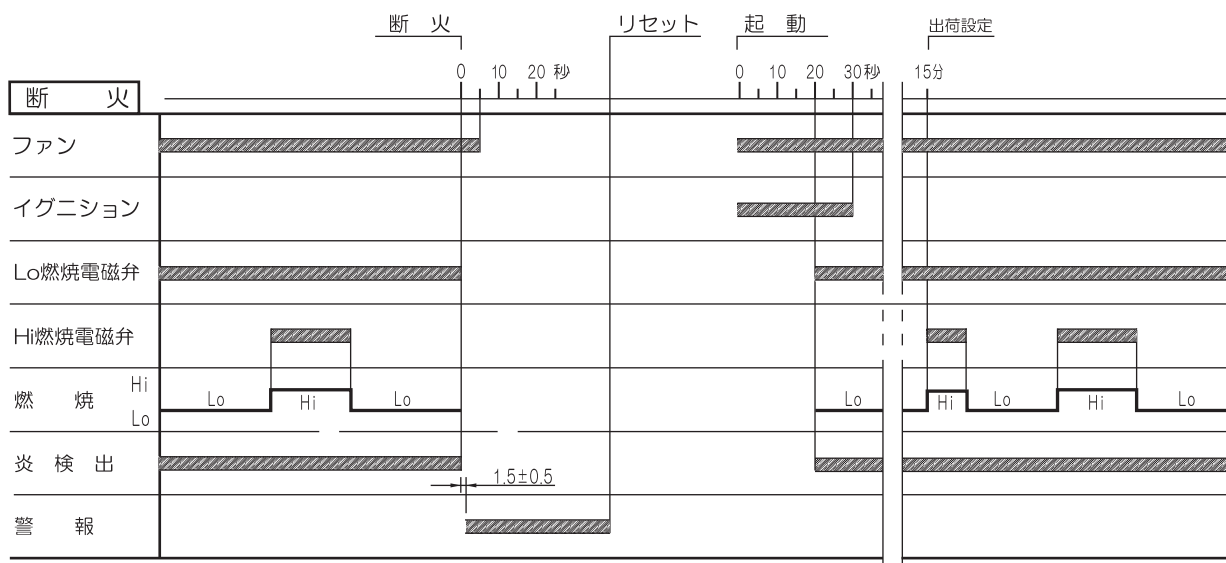 断 火 リセット 起 動 出荷設定
0 10 20 秒 0 10 20 30秒 15分
断 火
ファン
イグニション
Lo燃焼電磁弁
Hi燃焼電磁弁
燃 焼 Hi Lo Lo Hi Lo Lo Hi Lo Hi Lo
炎 検 出
1.5±0.5
警 報